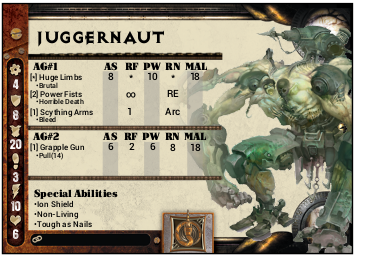 JUGGERNAUT
AG#1 AS RF PW RN MAL
[•] Huge Limbs 8 • 10 • 18
•Brutal
[2] Power Fists ∞ RE
•Horrible Death
[1] Scything Arms 1 Arc
•Bleed
AG#2 AS RF PW RN MAL
[1] Grapple Gun 6 2 6 8 18
•Pull(14)
Special Abilities
•Ion Shield
•Non-Living
•Tough as Nails
4
8
20
3
10
6